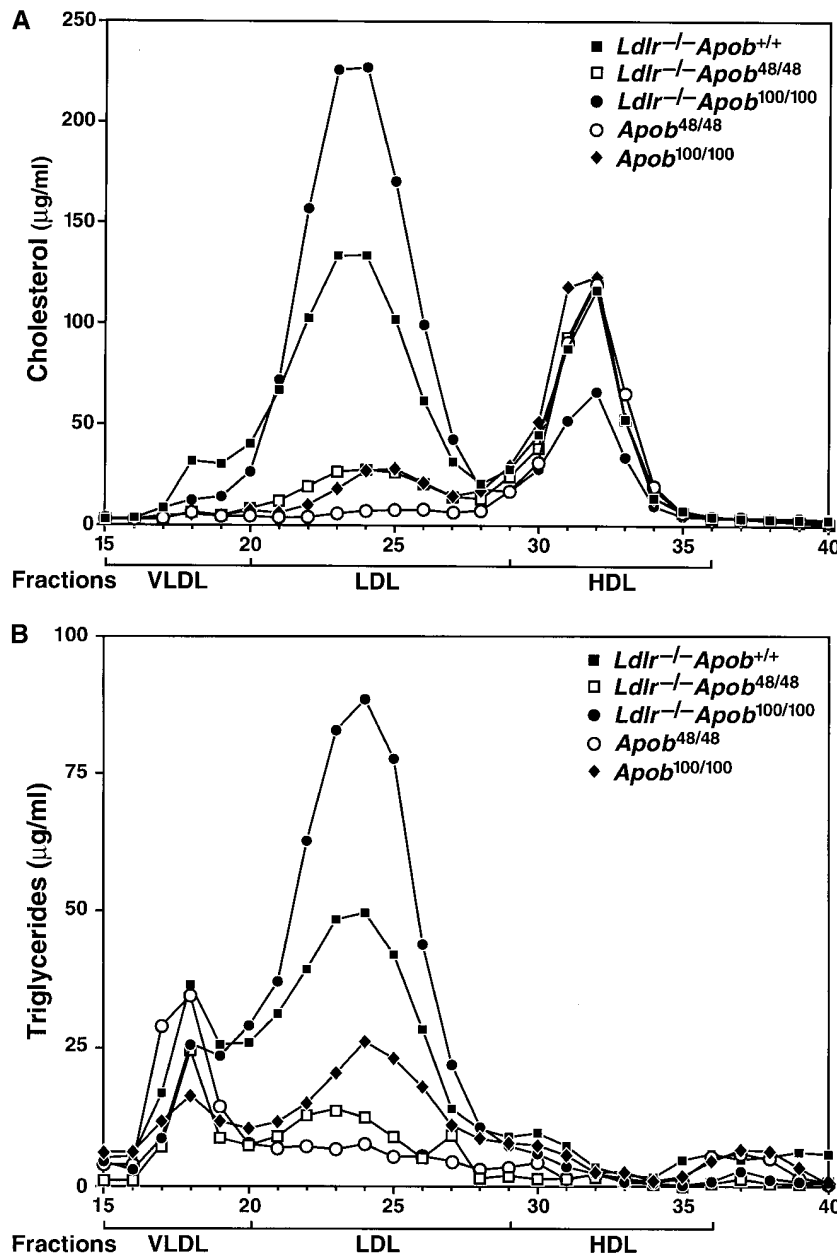 A
250
200
150
100
50
0
Cholesterol (μg/ml)
■ Ldlr−/−Apob+/+
□ Ldlr−/−Apob48/48
● Ldlr−/−Apob100/100
○ Apob48/48
◆ Apob100/100
15 20 25 30 35 40
Fractions VLDL LDL HDL
B
100
75
50
25
0
Triglycerides (μg/ml)
■ Ldlr−/−Apob+/+
□ Ldlr−/−Apob48/48
● Ldlr−/−Apob100/100
○ Apob48/48
◆ Apob100/100
15 20 25 30 35 40
Fractions VLDL LDL HDL